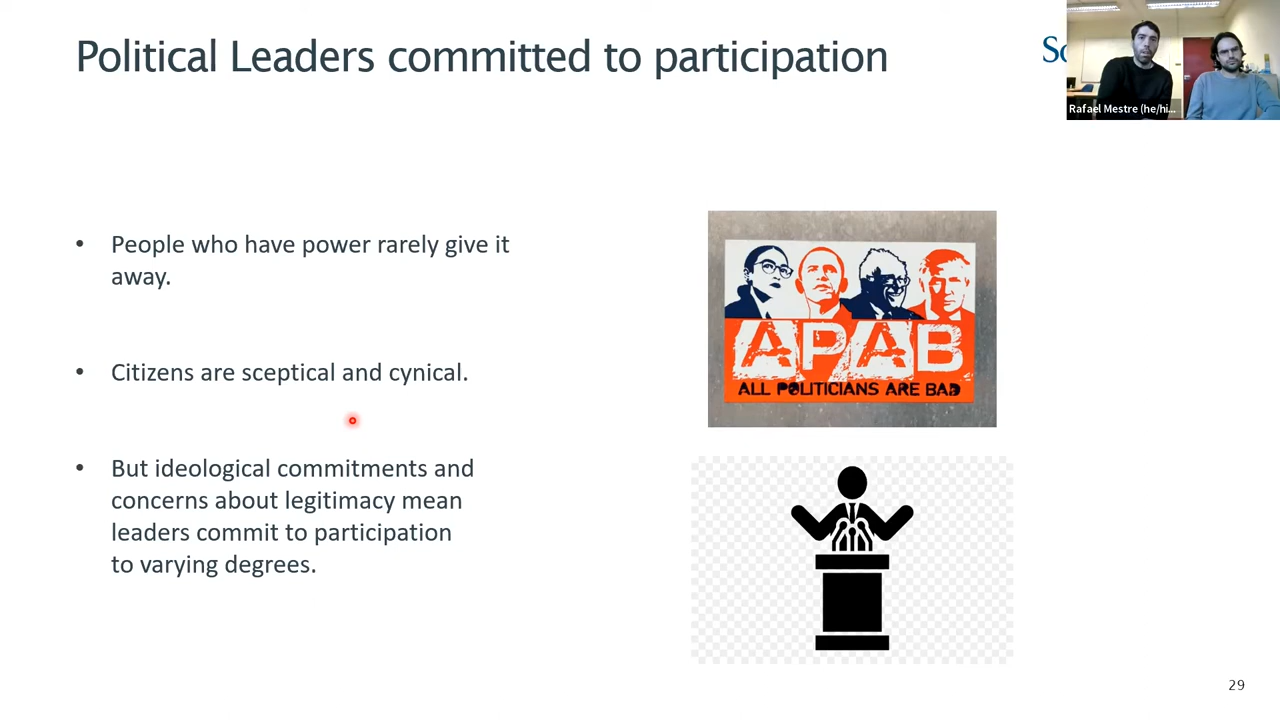 Political Leaders committed to participation
Rafael Mestre (he/hi...
• People who have power rarely give it
away.
• Citizens are sceptical and cynical.
• But ideological commitments and
concerns about legitimacy mean
leaders commit to participation
to varying degrees.
APAB
ALL POLITICIANS ARE BAD
29